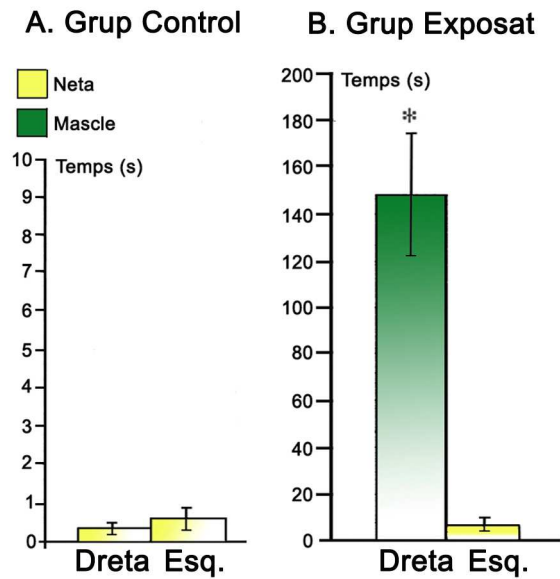 A. Grup Control
Neta
Mascle
Temps (s)
10
9
8
7
6
5
4
3
2
1
0
Dreta Esq.
B. Grup Exposat
Temps (s)
200
180
160
140
120
100
80
60
40
20
0
*
Dreta Esq.